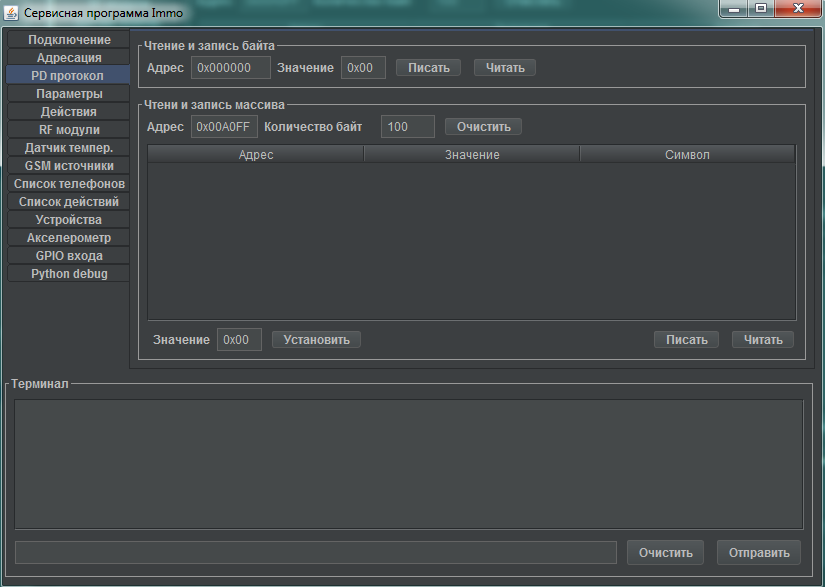 Сервисная программа Immo
Подключение
Адресация
PD протокол
Параметры
Действия
RF модули
Датчик темпер.
GSM источники
Список телефонов
Список действий
Устройства
Акселерометр
GPIO входа
Python debug
Чтение и запись байта
Адрес 0x000000 Значение 0x00 Писать Читать
Чтени и запись массива
Адрес 0x00A0FF Количество байт 100 Очистить
Адрес Значение Символ
Значение 0x00 Установить Писать Читать
Терминал
Очистить Отправить